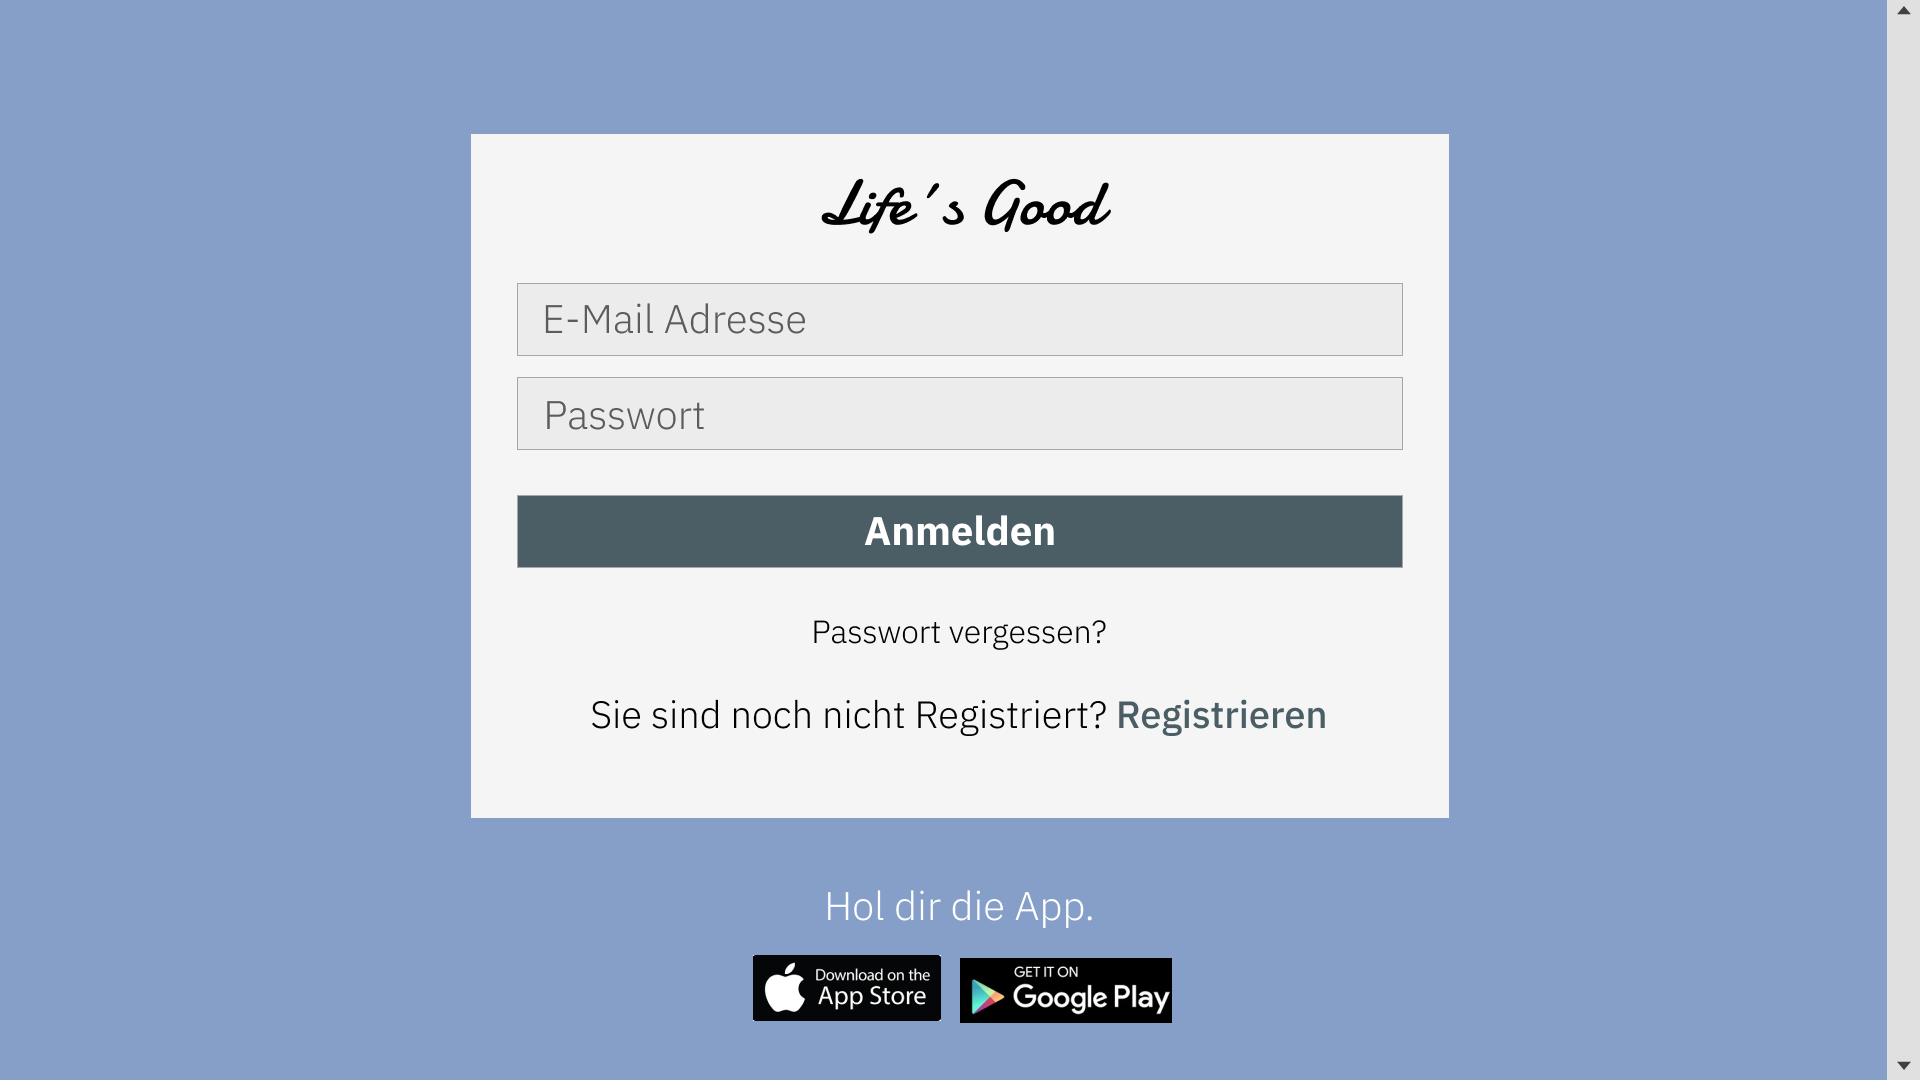 Life´s Good
E-Mail Adresse
Passwort
Anmelden
Passwort vergessen?
Sie sind noch nicht Registriert? Registrieren
Hol dir die App.
Download on the
App Store
GET IT ON
Google Play